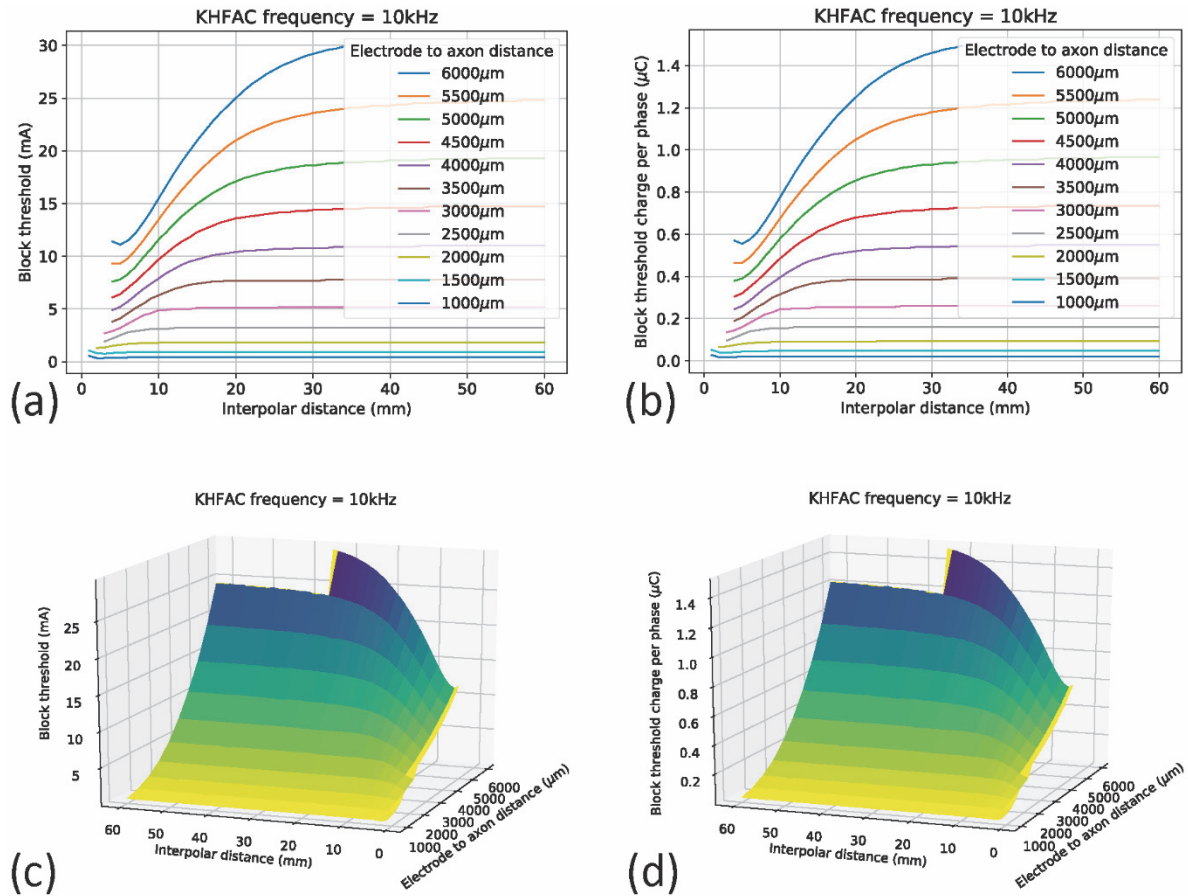 KHFAC frequency = 10kHz
Block threshold (mA)
30
25
20
15
10
5
0
Electrode to axon distance
6000μm
5500μm
5000μm
4500μm
4000μm
3500μm
3000μm
2500μm
2000μm
1500μm
1000μm
0 10 20 30 40 50 60
Interpolar distance (mm)
(a)
KHFAC frequency = 10kHz
Block threshold charge per phase (μC)
1.4
1.2
1.0
0.8
0.6
0.4
0.2
0.0
Electrode to axon distance
6000μm
5500μm
5000μm
4500μm
4000μm
3500μm
3000μm
2500μm
2000μm
1500μm
1000μm
0 10 20 30 40 50 60
Interpolar distance (mm)
(b)
KHFAC frequency = 10kHz
Block threshold (mA)
25
20
15
10
5
60 50 40 30 20 10 0
Interpolar distance (mm)
6000
5000
4000
3000
2000
1000
Electrode to axon distance (μm)
(c)
KHFAC frequency = 10kHz
Block threshold charge per phase (μC)
1.4
1.2
1.0
0.8
0.6
0.4
0.2
60 50 40 30 20 10 0
Interpolar distance (mm)
6000
5000
4000
3000
2000
1000
Electrode to axon distance (μm)
(d)